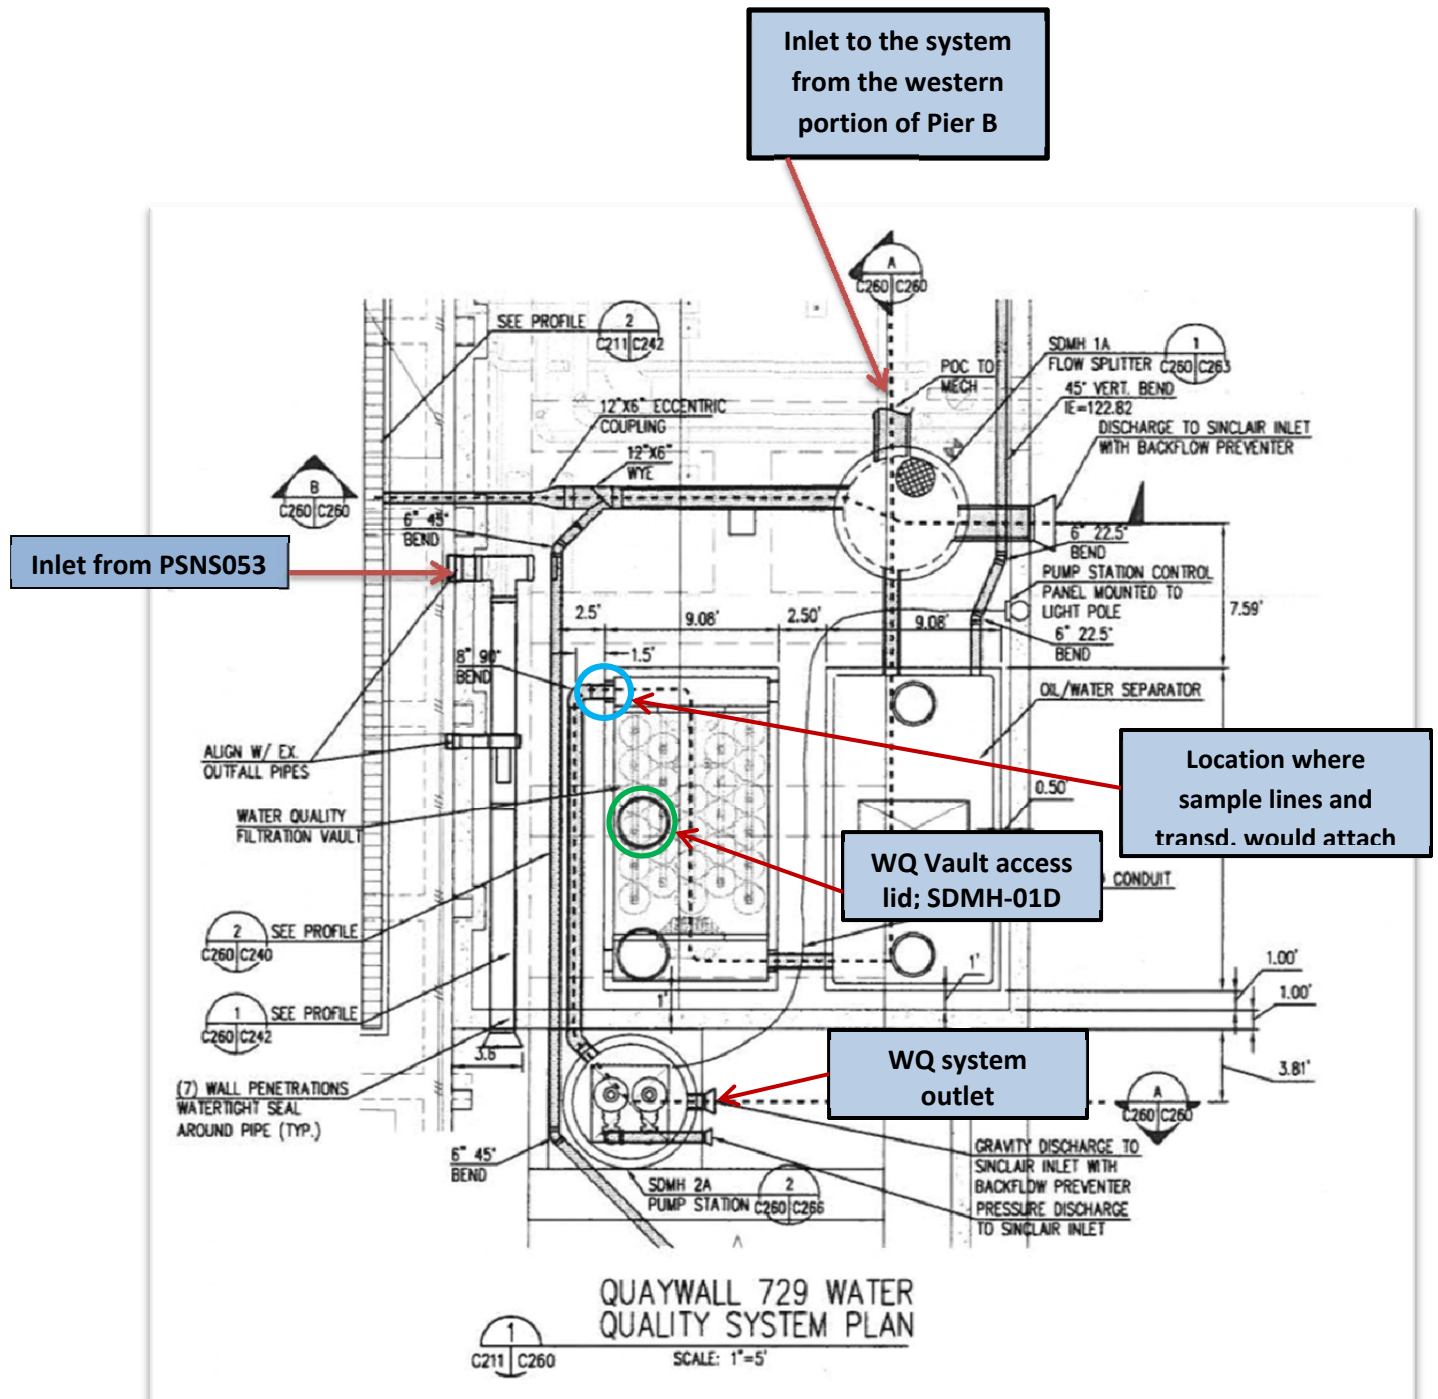 Inlet to the system
from the western
portion of Pier B
A
C260 C260
SEE PROFILE
2
C211 C242
SDMH 1A
FLOW SPLITTER
1
C260 C263
POC TO
MECH
45° VERT. BEND
IE=122.82
12"X6" ECCENTRIC
COUPLING
DISCHARGE TO SINCLAIR INLET
WITH BACKFLOW PREVENTER
12"X6"
WYE
B
C260 C260
6" 45°
BEND
Inlet from PSNS053
6" 22.5°
BEND
PUMP STATION CONTROL
PANEL MOUNTED TO
LIGHT POLE
7.59'
2.5'
9.08'
2.50'
9.08'
6" 22.5°
BEND
8" 90°
BEND
1.5'
OIL/WATER SEPARATOR
ALIGN W/ EX.
OUTFALL PIPES
Location where
sample lines and
transd. would attach
0.50'
WATER QUALITY
FILTRATION VAULT
WQ Vault access
lid; SDMH-01D
CONDUIT
2
C260 C240
SEE PROFILE
1'
1'
1.00'
1.00'
1
C260 C242
SEE PROFILE
3.6'
WQ system
outlet
3.81'
(7) WALL PENETRATIONS
WATERTIGHT SEAL
AROUND PIPE (TYP.)
A
C260 C260
6" 45°
BEND
GRAVITY DISCHARGE TO
SINCLAIR INLET WITH
BACKFLOW PREVENTER
SDMH 2A
PUMP STATION
2
C260 C266
PRESSURE DISCHARGE
TO SINCLAIR INLET
QUAYWALL 729 WATER
QUALITY SYSTEM PLAN
1
C211 C260
SCALE: 1"=5'